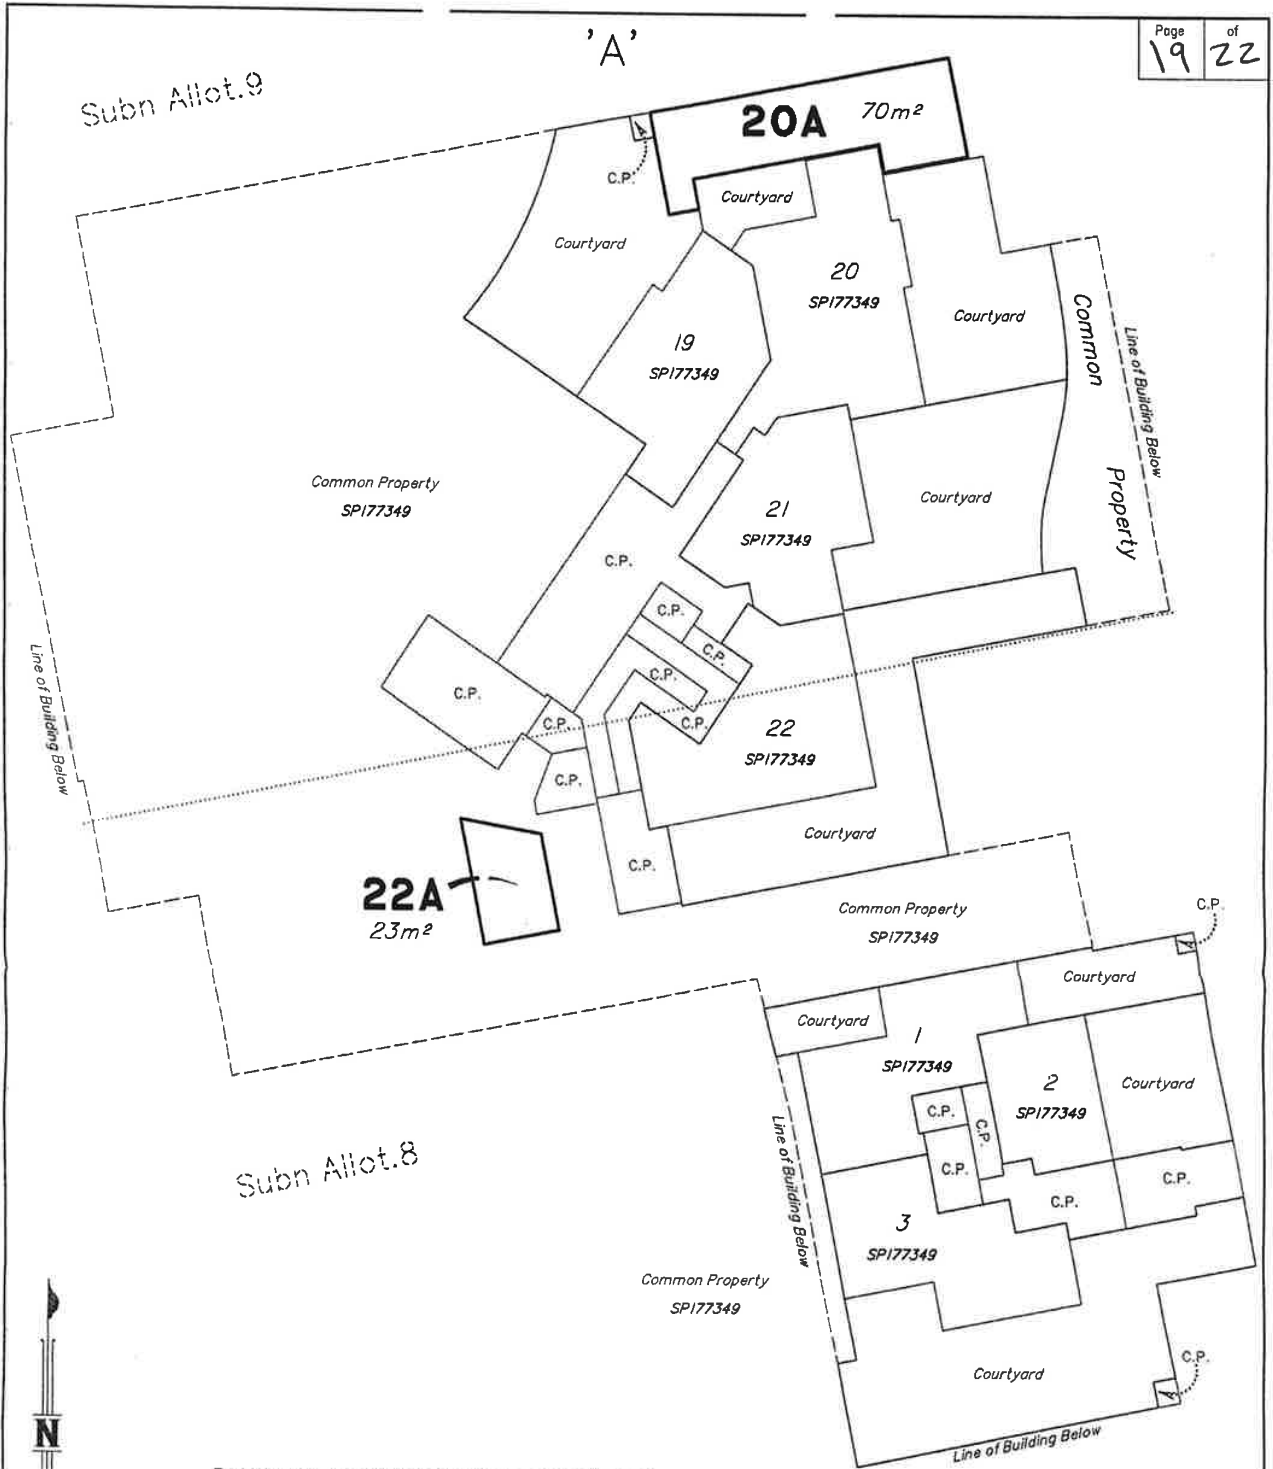 'A'
Page of
19 22
Subn Allot.9
20A 70m²
C.P.
Courtyard
Courtyard
20
SP177349
Courtyard
Common
Property
Line of Building Below
19
SP177349
Common Property
SP177349
21
SP177349
Courtyard
C.P.
C.P.
C.P.
C.P.
C.P.
C.P.
C.P.
C.P.
22
SP177349
Line of Building Below
Courtyard
C.P.
22A
23m²
Common Property
SP177349
C.P.
Courtyard
Courtyard
1
SP177349
2
SP177349
Courtyard
C.P.
C.P.
C.P.
C.P.
C.P.
Line of Building Below
Subn Allot.8
3
SP177349
Common Property
SP177349
Courtyard
C.P.
Line of Building Below
N